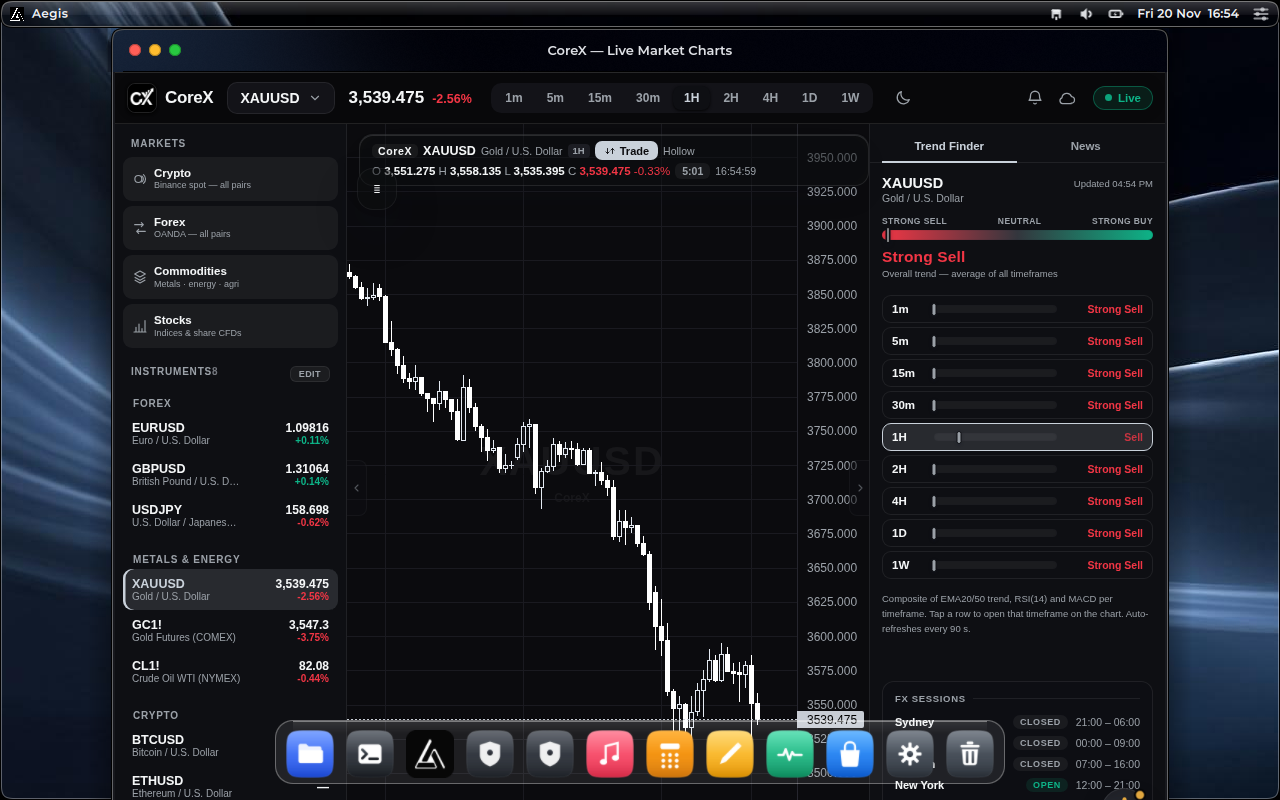 Aegis
Fri 20 Nov 16:54
CoreX — Live Market Charts
CX CoreX
XAUUSD
3,539.475 -2.56%
1m 5m 15m 30m 1H 2H 4H 1D 1W
Live
MARKETS
Crypto
Binance spot — all pairs
Forex
OANDA — all pairs
Commodities
Metals · energy · agri
Stocks
Indices & share CFDs
INSTRUMENTS8
EDIT
FOREX
EURUSD 1.09816
Euro / U.S. Dollar +0.11%
GBPUSD 1.31064
British Pound / U.S. D… +0.14%
USDJPY 158.698
U.S. Dollar / Japanes… -0.62%
METALS & ENERGY
XAUUSD 3,539.475
Gold / U.S. Dollar -2.56%
GC1! 3,547.3
Gold Futures (COMEX) -3.75%
CL1! 82.08
Crude Oil WTI (NYMEX) -0.44%
CRYPTO
BTCUSD
Bitcoin / U.S. Dollar
ETHUSD
Ethereum / U.S. Dollar —
CoreX XAUUSD Gold / U.S. Dollar 1H Trade Hollow
O 3,551.275 H 3,558.135 L 3,535.395 C 3,539.475 -0.33% 5:01 16:54:59
XAUUSD
CoreX
3950.000
3925.000
3900.000
3875.000
3850.000
3825.000
3800.000
3775.000
3750.000
3725.000
3700.000
3675.000
3650.000
3625.000
3600.000
3575.000
3550.000
3539.475
Trend Finder
News
XAUUSD
Updated 04:54 PM
Gold / U.S. Dollar
STRONG SELL NEUTRAL STRONG BUY
Strong Sell
Overall trend — average of all timeframes
1m Strong Sell
5m Strong Sell
15m Strong Sell
30m Strong Sell
1H Sell
2H Strong Sell
4H Strong Sell
1D Strong Sell
1W Strong Sell
Composite of EMA20/50 trend, RSI(14) and MACD per
timeframe. Tap a row to open that timeframe on the chart. Auto-
refreshes every 90 s.
FX SESSIONS
Sydney CLOSED 21:00 – 06:00
CLOSED 00:00 – 09:00
CLOSED 07:00 – 16:00
New York OPEN 12:00 – 21:00